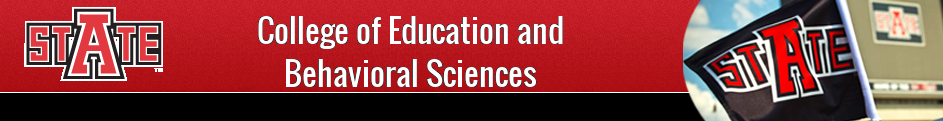 STATE
College of Education and
Behavioral Sciences
STATE